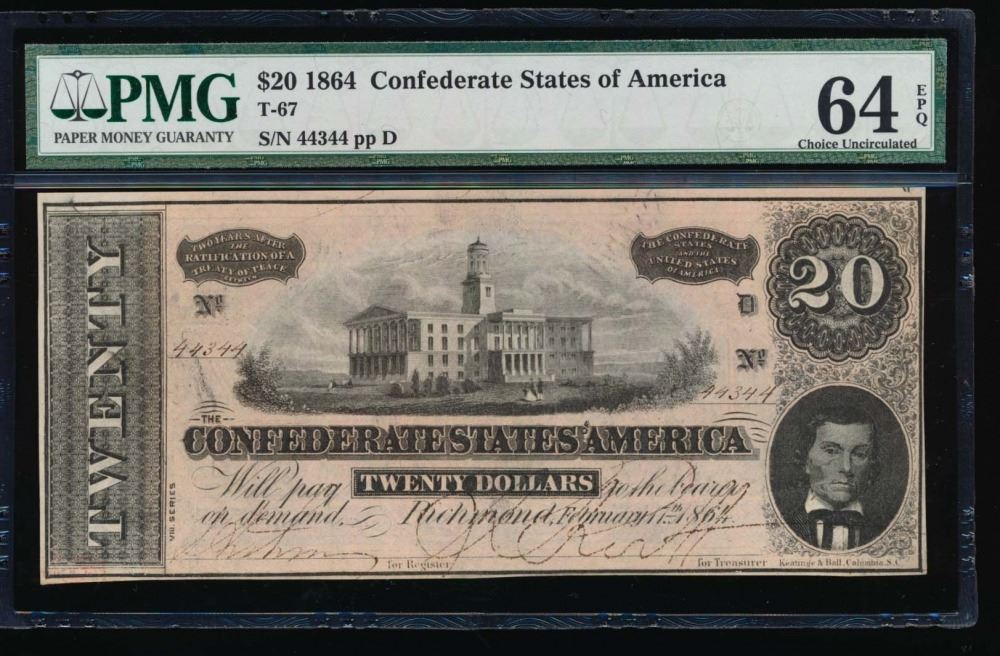 PMG
PAPER MONEY GUARANTY
$20 1864 Confederate States of America
T-67
S/N 44344 pp D
64
EPQ
Choice Uncirculated
TWENTY
TWO YEARS AFTER
THE
RATIFICATION OF A
TREATY OF PEACE
BETWEEN
THE CONFEDERATE
STATES
AND THE
UNITED STATES
OF AMERICA
20
No
D
44344
No
44344
THE
CONFEDERATE STATES AMERICA
Will pay TWENTY DOLLARS to the bearer
on demand. Richmond, February 17th 1864.
VIII. SERIES
for Register
for Treasurer
Keatinge & Ball, Columbia, S.C.